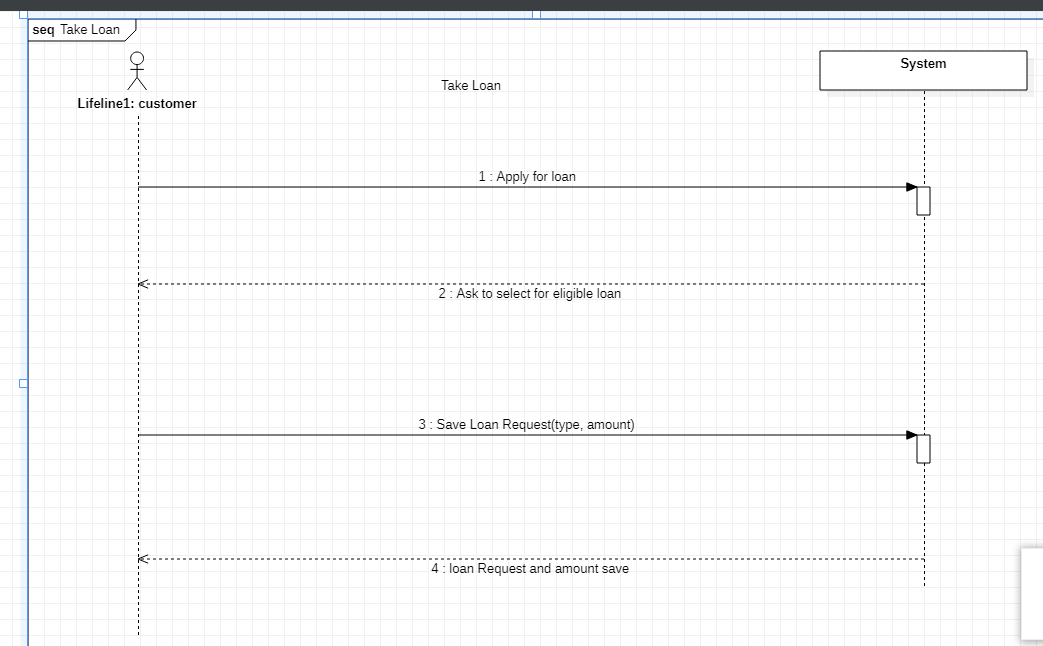 seq Take Loan
Take Loan
System
Lifeline1: customer
1 : Apply for loan
2 : Ask to select for eligible loan
3 : Save Loan Request(type, amount)
4 : loan Request and amount save